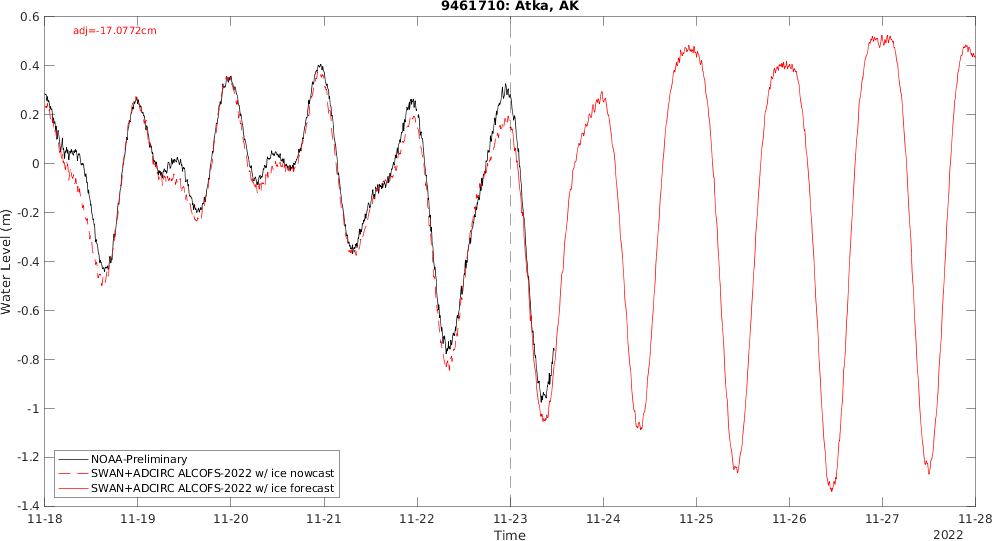 9461710: Atka, AK
adj=-17.0772cm
Water Level (m)
0.6
0.4
0.2
0
-0.2
-0.4
-0.6
-0.8
-1
-1.2
-1.4
NOAA-Preliminary
SWAN+ADCIRC ALCOFS-2022 w/ ice nowcast
SWAN+ADCIRC ALCOFS-2022 w/ ice forecast
11-18 11-19 11-20 11-21 11-22 11-23 11-24 11-25 11-26 11-27 11-28
Time
2022